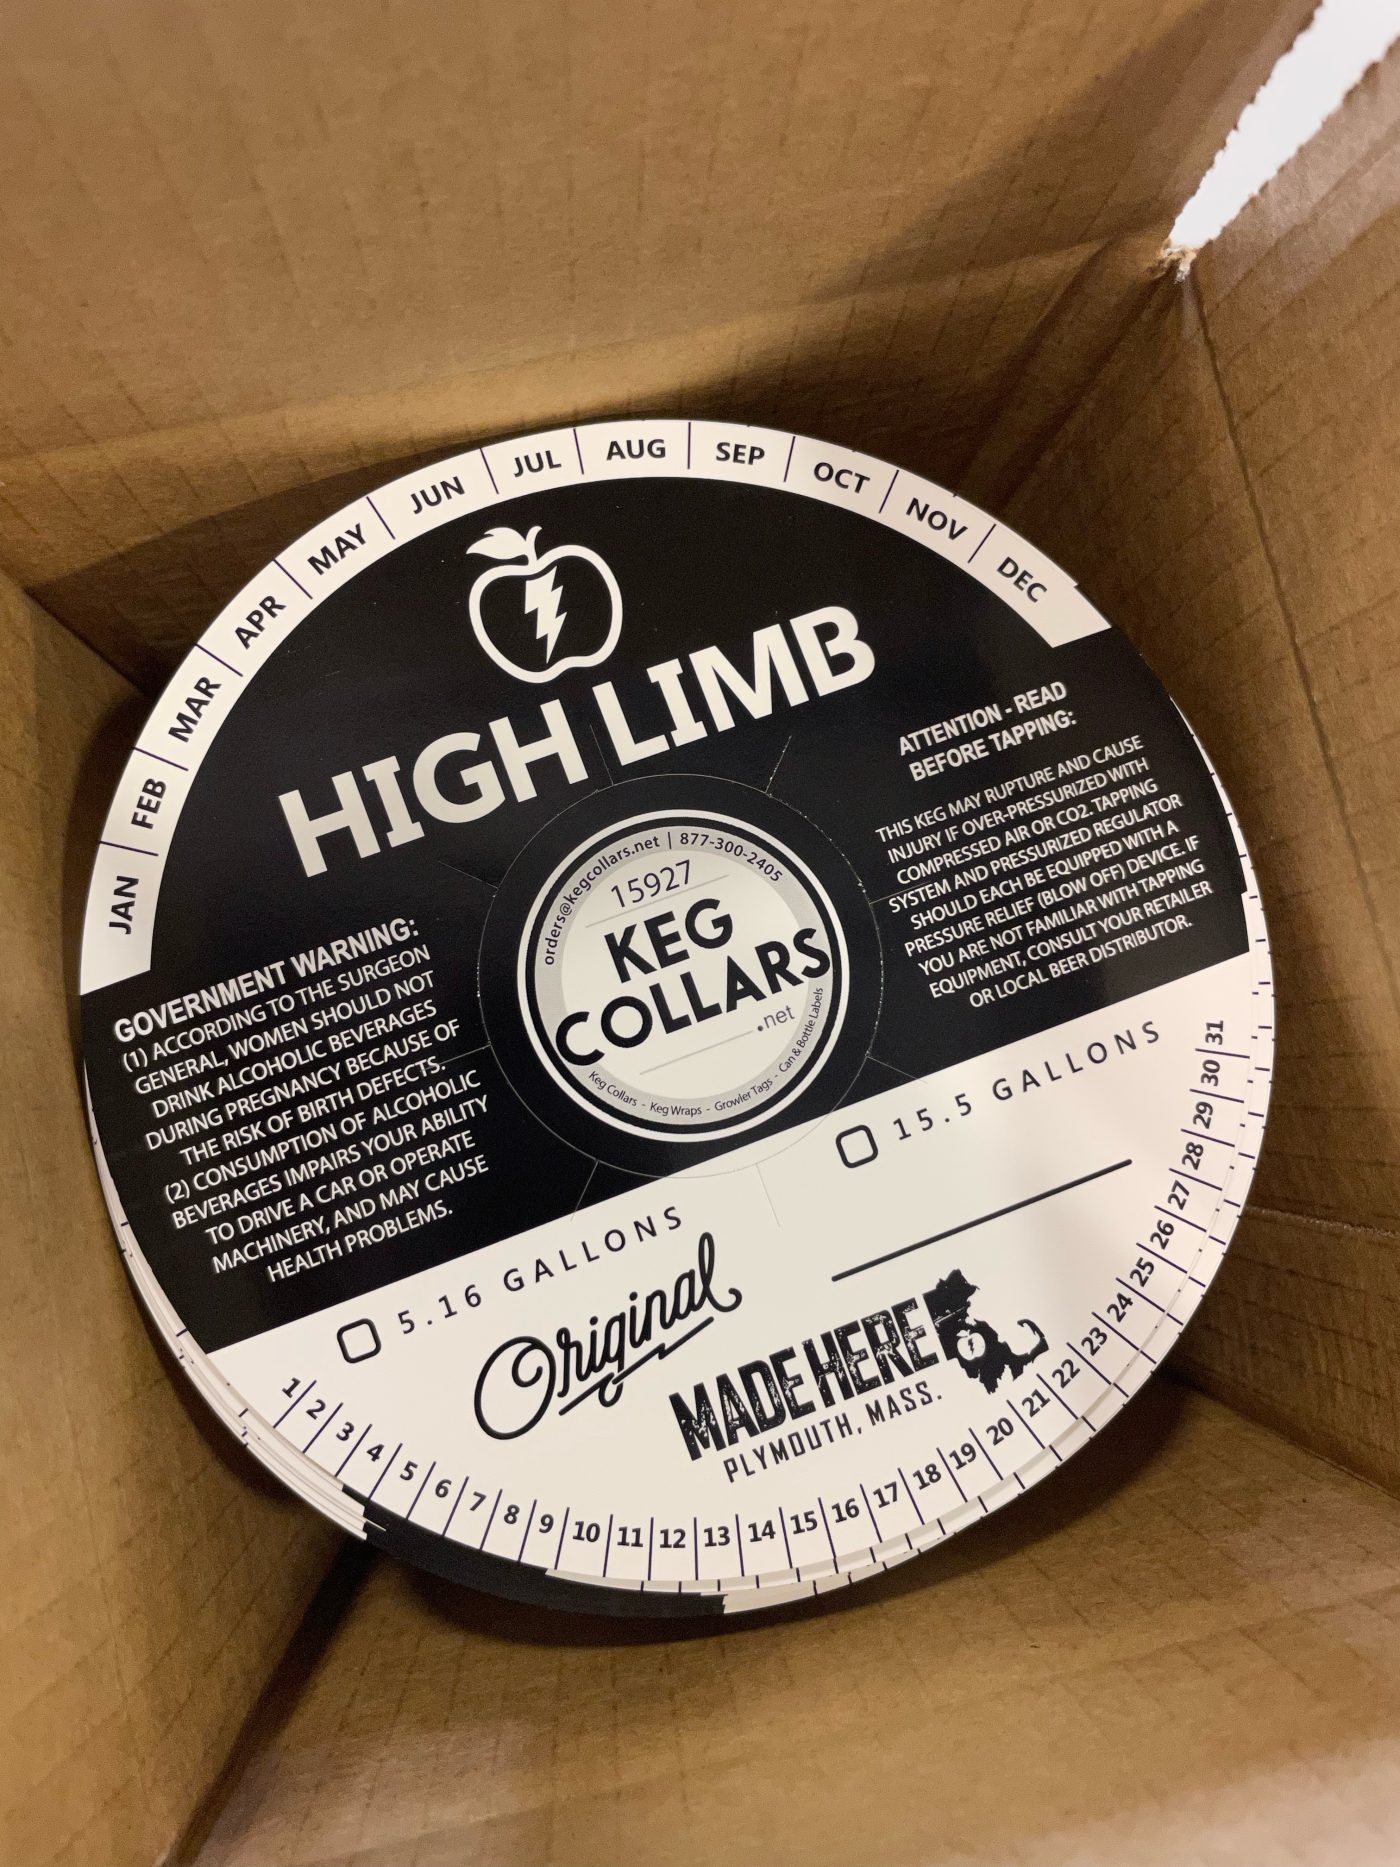 JAN
FEB
MAR
APR
MAY
JUN
JUL
AUG
SEP
OCT
NOV
DEC
HIGH LIMB
ATTENTION - READ
BEFORE TAPPING:
THIS KEG MAY RUPTURE AND CAUSE
INJURY IF OVER-PRESSURIZED WITH
COMPRESSED AIR OR CO2. TAPPING
SYSTEM AND PRESSURIZED REGULATOR
SHOULD EACH BE EQUIPPED WITH A
PRESSURE RELIEF (BLOW OFF) DEVICE. IF
YOU ARE NOT FAMILIAR WITH TAPPING
EQUIPMENT, CONSULT YOUR RETAILER
OR LOCAL BEER DISTRIBUTOR.
orders@kegcollars.net | 877-300-2405
15927
KEG
COLLARS
.net
Keg Collars - Keg Wraps - Growler Tags - Can & Bottle Labels
GOVERNMENT WARNING:
(1) ACCORDING TO THE SURGEON
GENERAL, WOMEN SHOULD NOT
DRINK ALCOHOLIC BEVERAGES
DURING PREGNANCY BECAUSE OF
THE RISK OF BIRTH DEFECTS.
(2) CONSUMPTION OF ALCOHOLIC
BEVERAGES IMPAIRS YOUR ABILITY
TO DRIVE A CAR OR OPERATE
MACHINERY, AND MAY CAUSE
HEALTH PROBLEMS.
5.16 GALLONS
15.5 GALLONS
Original
MADE HERE
PLYMOUTH, MASS.
1
2
3
4
5
6
7
8
9
10
11
12
13
14
15
16
17
18
19
20
21
22
23
24
25
26
27
28
29
30
31